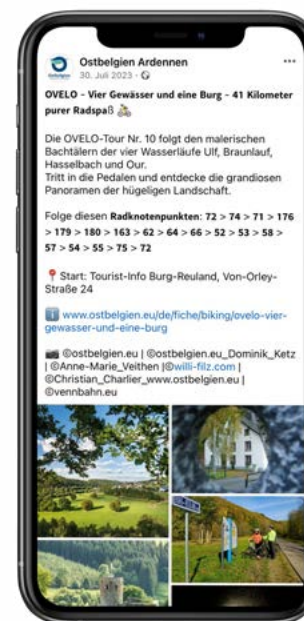 Ostbelgien Ardennen
30. Juli 2023 ·
OVELO – Vier Gewässer und eine Burg – 41 Kilometer
purer Radspaß
Die OVELO-Tour Nr. 10 folgt den malerischen
Bachtälern der vier Wasserläufe Ulf, Braunlauf,
Hasselbach und Our.
Tritt in die Pedalen und entdecke die grandiosen
Panoramen der hügeligen Landschaft.
Folge diesen Radknotenpunkten: 72 > 74 > 71 > 176
> 179 > 180 > 163 > 62 > 64 > 66 > 52 > 53 > 58 >
57 > 54 > 55 > 75 > 72
Start: Tourist-Info Burg-Reuland, Von-Orley-
Straße 24
www.ostbelgien.eu/de/fiche/biking/ovelo-vier-
gewasser-und-eine-burg
©ostbelgien.eu | ©ostbelgien.eu_Dominik_Ketz
| ©Anne-Marie_Veithen |©willi-filz.com |
©Christian_Charlier_www.ostbelgien.eu |
©vennbahn.eu